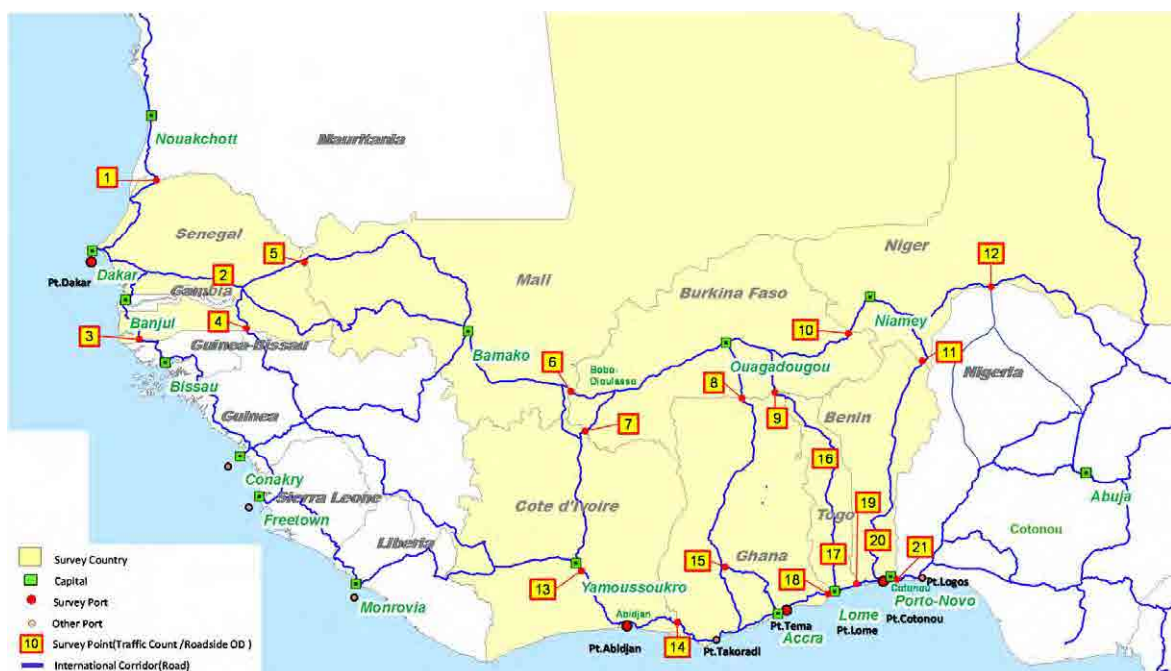 Nouakchott
Mauritania
1
Senegal
5
Niger
12
Dakar
Pt.Dakar
2
Gambia
Mali
Burkina Faso
Banjul
3
4
Guinea-Bissau
10
Niamey
Bamako
6
Bobo-
Dioulasso
Ouagadougou
11
Bissau
8
9
Nigeria
Benin
Guinea
7
16
Conakry
Abuja
Sierra Leone
Cote d'Ivoire
19
Freetown
Togo
Cotonou
Liberia
15
Ghana
17
20
21
13
Yamoussoukro
18
Cotonou
Pt.Logos
Monrovia
Abidjan
Pt.Tema
Lome
Porto-Novo
Pt.Abidjan
14
Pt.Takoradi
Accra
Pt.Lome
Pt.Cotonou
Survey Country
Capital
Survey Port
Other Port
10 Survey Point(Traffic Count /Roadside OD )
International Corridor(Road)